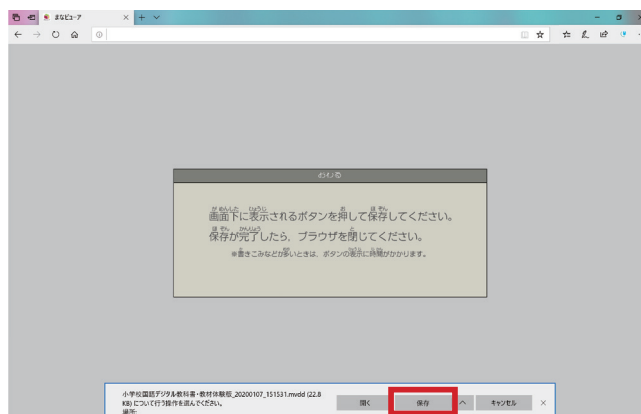 まなビューア
おわる
画面下に表示されるボタンを押して保存してください。
保存が完了したら、ブラウザを閉じてください。
※書きこみなどが多いときは、ボタンの表示に時間がかかります。
小学校国語デジタル教科書・教材体験版_20200107_151531.mvdd (22.8
KB) について行う操作を選んでください。
場所:
開く
保存
キャンセル